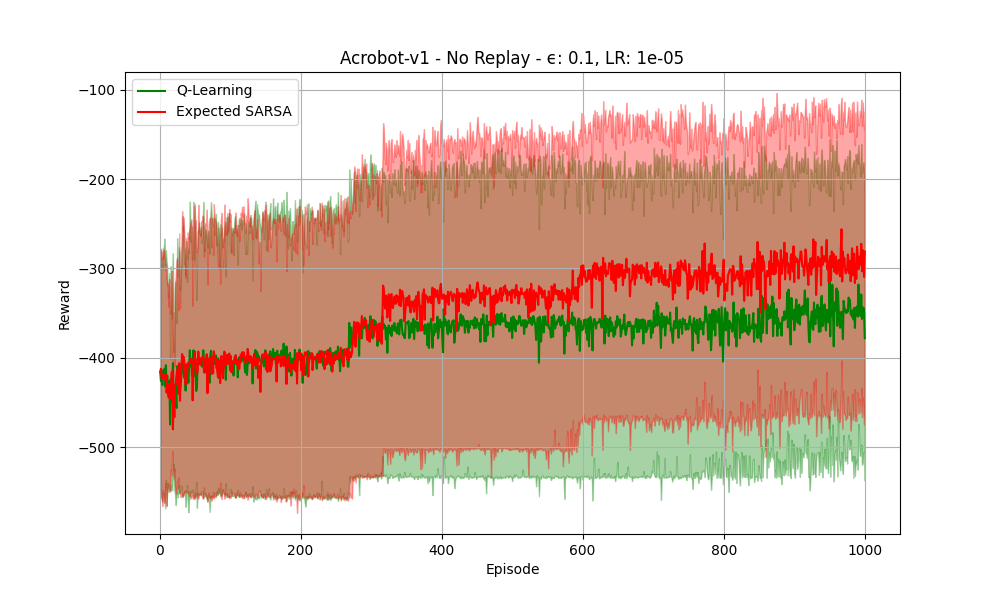 Acrobot-v1 - No Replay - ϵ: 0.1, LR: 1e-05
Q-Learning
Expected SARSA
Reward
−100
−200
−300
−400
−500
0
200
400
600
800
1000
Episode